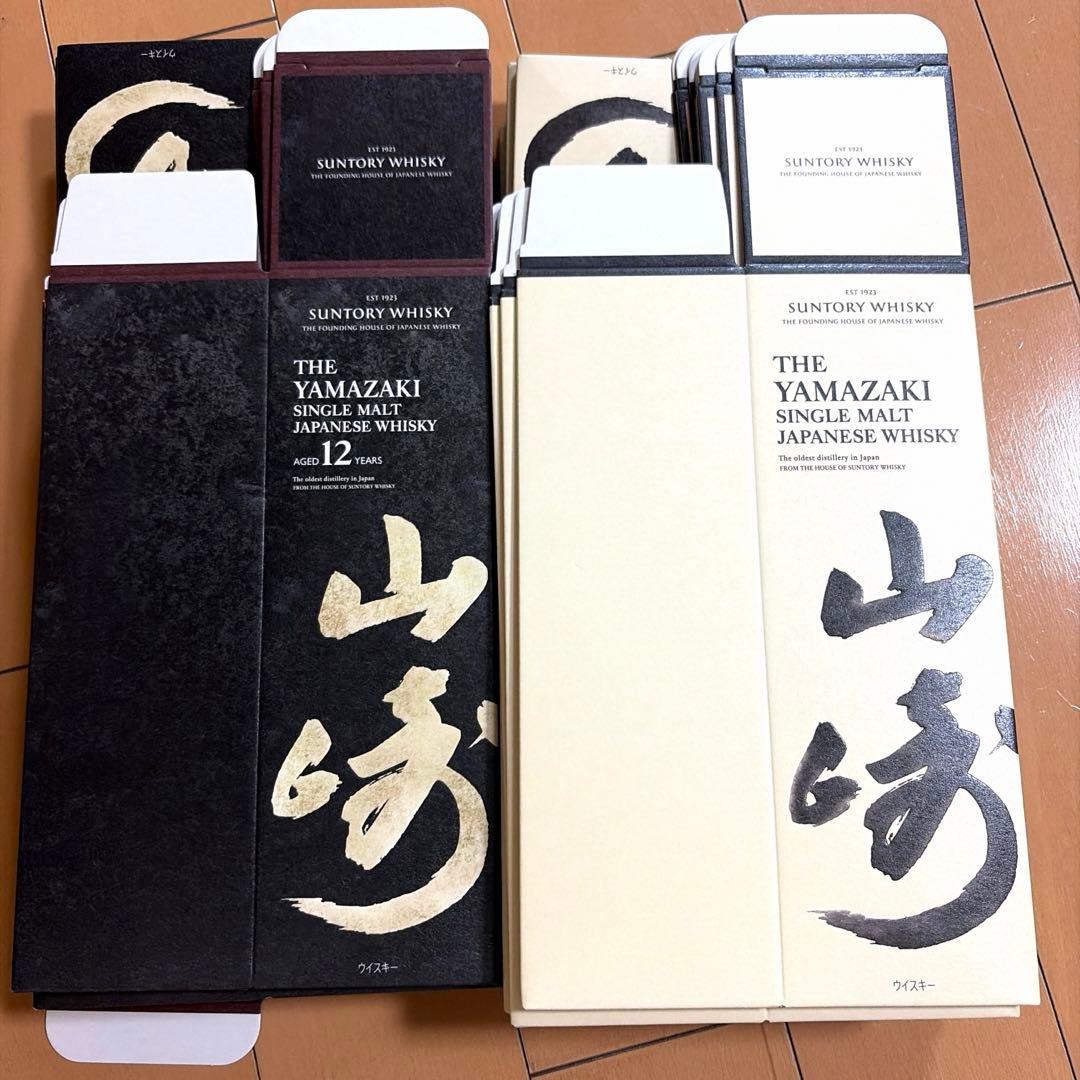 ウイスキー
EST 1923
SUNTORY WHISKY
THE FOUNDING HOUSE OF JAPANESE WHISKY
EST 1923
SUNTORY WHISKY
THE FOUNDING HOUSE OF JAPANESE WHISKY
THE
YAMAZAKI
SINGLE MALT
JAPANESE WHISKY
AGED 12 YEARS
The oldest distillery in Japan
FROM THE HOUSE OF SUNTORY WHISKY
山
崎
ウイスキー
ウイスキー
EST 1923
SUNTORY WHISKY
THE FOUNDING HOUSE OF JAPANESE WHISKY
EST 1923
SUNTORY WHISKY
THE FOUNDING HOUSE OF JAPANESE WHISKY
THE
YAMAZAKI
SINGLE MALT
JAPANESE WHISKY
The oldest distillery in Japan
FROM THE HOUSE OF SUNTORY WHISKY
山
崎
ウイスキー